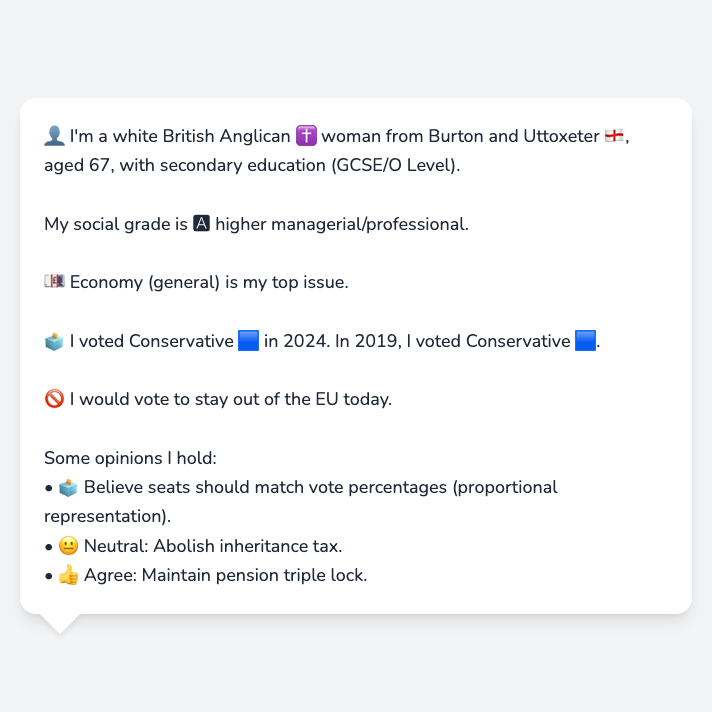 👤 I'm a white British Anglican ✝️ woman from Burton and Uttoxeter 🏴󠁧󠁢󠁥󠁮󠁧󠁿,
aged 67, with secondary education (GCSE/O Level).
My social grade is 🅰 higher managerial/professional.
💷 Economy (general) is my top issue.
🗳️ I voted Conservative 🟦 in 2024. In 2019, I voted Conservative 🟦.
🚫 I would vote to stay out of the EU today.
Some opinions I hold:
• 🗳️ Believe seats should match vote percentages (proportional
representation).
• 😐 Neutral: Abolish inheritance tax.
• 👍 Agree: Maintain pension triple lock.